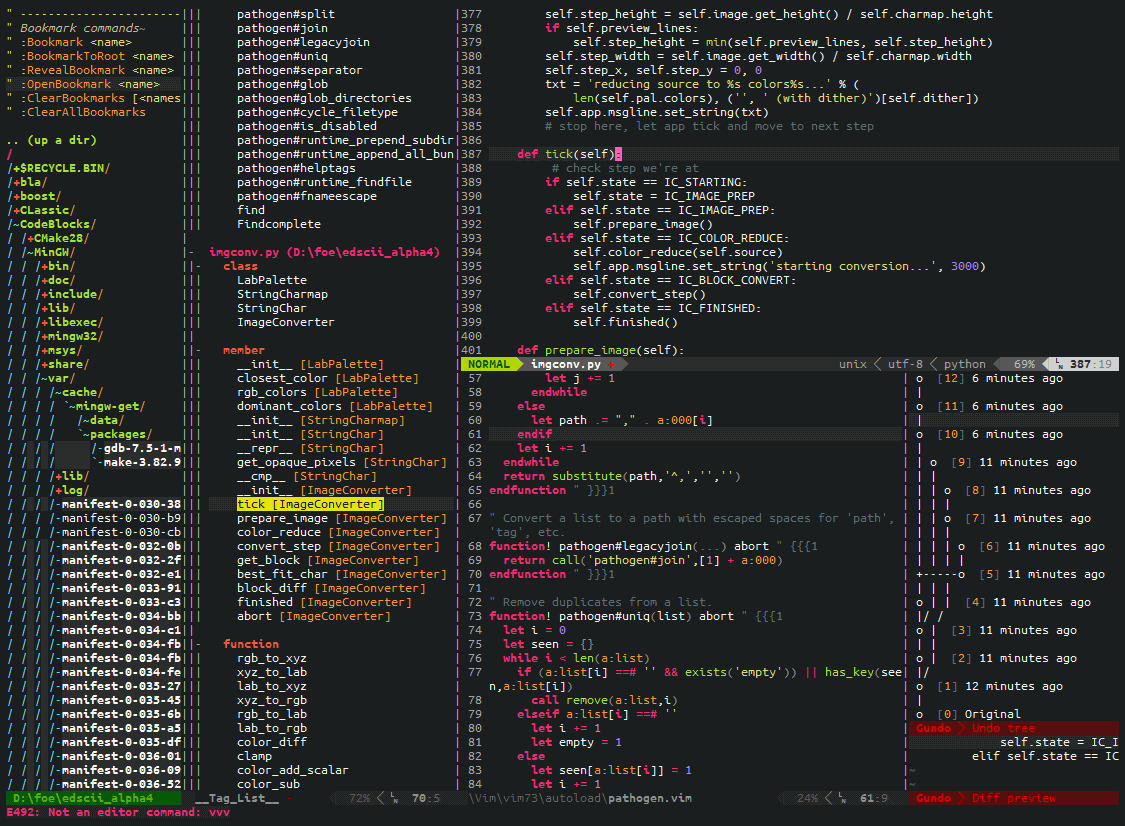 " -----------------------
" Bookmark commands~
" :Bookmark <name>
" :BookmarkToRoot <name>
" :RevealBookmark <name>
" :OpenBookmark <name>
" :ClearBookmarks [<names
" :ClearAllBookmarks
.. (up a dir)
/
/+$RECYCLE.BIN/
/+bla/
/+boost/
/+CLassic/
/~CodeBlocks/
/ /+CMake28/
/ /~MinGW/
/ / /+bin/
/ / /+doc/
/ / /+include/
/ / /+lib/
/ / /+libexec/
/ / /+mingw32/
/ / /+msys/
/ / /+share/
/ / /~var/
/ / / /~cache/
/ / / / `~mingw-get/
/ / / /   /~data/
/ / / /   `~packages/
/ / / /     /-gdb-7.5-1-m
/ / / /     `-make-3.82.9
/ / / /+lib/
/ / / /+log/
/ / / /-manifest-0-030-38
/ / / /-manifest-0-030-b9
/ / / /-manifest-0-030-cb
/ / / /-manifest-0-032-0b
/ / / /-manifest-0-032-2f
/ / / /-manifest-0-032-e1
/ / / /-manifest-0-033-91
/ / / /-manifest-0-033-c3
/ / / /-manifest-0-034-bb
/ / / /-manifest-0-034-c1
/ / / /-manifest-0-034-fb
/ / / /-manifest-0-034-fb
/ / / /-manifest-0-034-fe
/ / / /-manifest-0-035-27
/ / / /-manifest-0-035-45
/ / / /-manifest-0-035-6b
/ / / /-manifest-0-035-a5
/ / / /-manifest-0-035-df
/ / / /-manifest-0-036-01
/ / / /-manifest-0-036-09
/ / / /-manifest-0-036-52
D:\foe\edscii_alpha4
pathogen#split
pathogen#join
pathogen#legacyjoin
pathogen#uniq
pathogen#separator
pathogen#glob
pathogen#glob_directories
pathogen#cycle_filetype
pathogen#is_disabled
pathogen#runtime_prepend_subdir
pathogen#runtime_append_all_bun
pathogen#helptags
pathogen#runtime_findfile
pathogen#fnameescape
find
Findcomplete
imgconv.py (D:\foe\edscii_alpha4)
class
LabPalette
StringCharmap
StringChar
ImageConverter
member
__init__ [LabPalette]
closest_color [LabPalette]
rgb_colors [LabPalette]
dominant_colors [LabPalette]
__init__ [StringCharmap]
__init__ [StringChar]
__repr__ [StringChar]
get_opaque_pixels [StringChar]
__cmp__ [StringChar]
__init__ [ImageConverter]
tick [ImageConverter]
prepare_image [ImageConverter]
color_reduce [ImageConverter]
convert_step [ImageConverter]
get_block [ImageConverter]
best_fit_char [ImageConverter]
block_diff [ImageConverter]
finished [ImageConverter]
abort [ImageConverter]
function
rgb_to_xyz
xyz_to_lab
lab_to_xyz
xyz_to_rgb
rgb_to_lab
lab_to_rgb
color_diff
clamp
color_add_scalar
color_sub
__Tag_List__ - 72% 70:5
377 self.step_height = self.image.get_height() / self.charmap.height
378 if self.preview_lines:
379 self.step_height = min(self.preview_lines, self.step_height)
380 self.step_width = self.image.get_width() / self.charmap.width
381 self.step_x, self.step_y = 0, 0
382 txt = 'reducing source to %s colors%s...' % (
383 len(self.pal.colors), ('', ' (with dither)')[self.dither])
384 self.app.msgline.set_string(txt)
385 # stop here, let app tick and move to next step
386
387 def tick(self):
388 # check step we're at
389 if self.state == IC_STARTING:
390 self.state = IC_IMAGE_PREP
391 elif self.state == IC_IMAGE_PREP:
392 self.prepare_image()
393 elif self.state == IC_COLOR_REDUCE:
394 self.color_reduce(self.source)
395 self.app.msgline.set_string('starting conversion...', 3000)
396 elif self.state == IC_BLOCK_CONVERT:
397 self.convert_step()
398 elif self.state == IC_FINISHED:
399 self.finished()
400
401 def prepare_image(self):
NORMAL imgconv.py + unix utf-8 python 69% 387:19
57 let j += 1
58 endwhile
59 else
60 let path .= "," . a:000[i]
61 endif
62 let i += 1
63 endwhile
64 return substitute(path,'^,','','')
65 endfunction " }}}1
66
67 " Convert a list to a path with escaped spaces for 'path',
'tag', etc.
68 function! pathogen#legacyjoin(...) abort " {{{1
69 return call('pathogen#join',[1] + a:000)
70 endfunction " }}}1
71
72 " Remove duplicates from a list.
73 function! pathogen#uniq(list) abort " {{{1
74 let i = 0
75 let seen = {}
76 while i < len(a:list)
77 if (a:list[i] ==# '' && exists('empty')) || has_key(see
n,a:list[i])
78 call remove(a:list,i)
79 elseif a:list[i] ==# ''
80 let i += 1
81 let empty = 1
82 else
83 let seen[a:list[i]] = 1
84 let i += 1
\Vim\vim73\autoload\pathogen.vim 24% 61:9
o [12] 6 minutes ago
|
o [11] 6 minutes ago
|
o [10] 6 minutes ago
| |
| o [9] 11 minutes ago
| | |
| | o [8] 11 minutes ago
| | | |
| | | o [7] 11 minutes ago
| | | | |
| | | | o [6] 11 minutes ago
| | | | |
+-----o [5] 11 minutes ago
| | |
o | | | [4] 11 minutes ago
|/ /
o | [3] 11 minutes ago
| |
o | [2] 11 minutes ago
|/
o [1] 12 minutes ago
|
o [0] Original
Gundo Undo tree
self.state = IC_I
elif self.state == IC
~
~
Gundo Diff preview
E492: Not an editor command: vvv